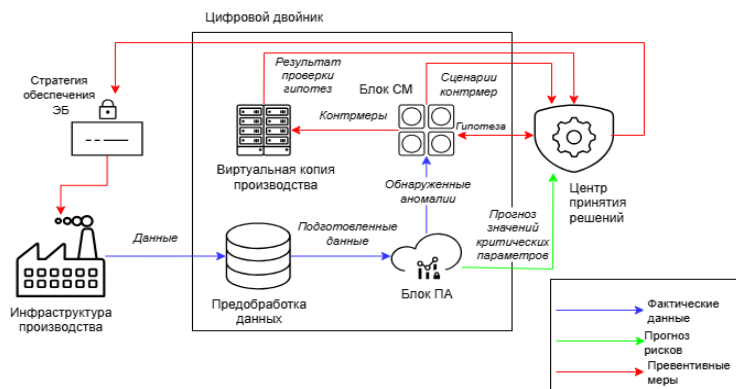 Цифровой двойник
Стратегия
обеспечения
ЭБ
Результат
проверки
гипотез
Блок СМ
Сценарии
контрмер
Контрмеры
Гипотеза
Виртуальная копия
производства
Центр
принятия
решений
Обнаруженные
аномалии
Данные
Подготовленные
данные
Прогноз
значений
критических
параметров
Инфраструктура
производства
Предобработка
данных
Блок ПА
Фактические
данные
Прогноз
рисков
Превентивные
меры